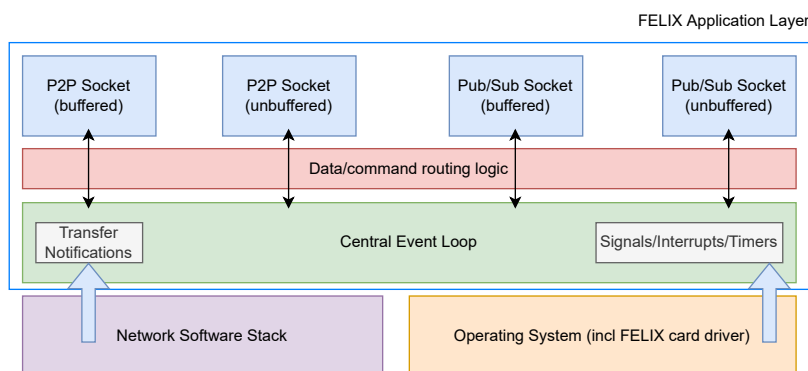 FELIX Application Layer
P2P Socket
(buffered)
P2P Socket
(unbuffered)
Pub/Sub Socket
(buffered)
Pub/Sub Socket
(unbuffered)
Data/command routing logic
Transfer
Notifications
Central Event Loop
Signals/Interrupts/Timers
Network Software Stack
Operating System (incl FELIX card driver)